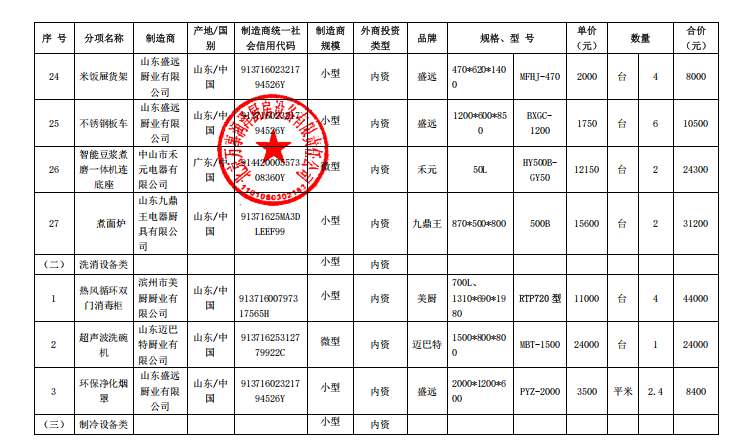 序 号 分项名称 制造商 产地/国别 制造商统一社会信用代码 制造商规模 外商投资类型 品牌 规格、型 号 单价(元) 数量 合价(元)
24 米饭屉货架 山东盛远厨业有限公司 山东/中国 91371602321794526Y 小型 内资 盛远 470*620*1400 MFHJ-470 2000 台 4 8000
25 不锈钢板车 山东盛远厨业有限公司 山东/中国 91371602321794526Y 小型 内资 盛远 1200*600*850 BXGC-1200 1750 台 6 10500
26 智能豆浆煮磨一体机连底座 中山市禾元电器有限公司 广东/中国 91442000557308360Y 微型 内资 禾元 50L HY500B-GY50 12150 台 2 24300
27 煮面炉 山东九鼎王电器厨具有限公司 山东/中国 91371625MA3DLEEF99 小型 内资 九鼎王 870*500*800 500B 15600 台 2 31200
(二) 洗消设备类 小型 内资
1 热风循环双门消毒柜 滨州市美厨厨业有限公司 山东/中国 91371600797317565H 小型 内资 美厨 700L、1310*690*1980 RTP720 型 11000 台 4 44000
2 超声波洗碗机 山东迈巴特厨业有限公司 山东/中国 91371625312779922C 微型 内资 迈巴特 1500*800*800 MBT-1500 24000 台 1 24000
3 环保净化烟罩 山东盛远厨业有限公司 山东/中国 91371602321794526Y 小型 内资 盛远 2000*1200*600 PYZ-2000 3500 平米 2.4 8400
(三) 制冷设备类 小型 内资